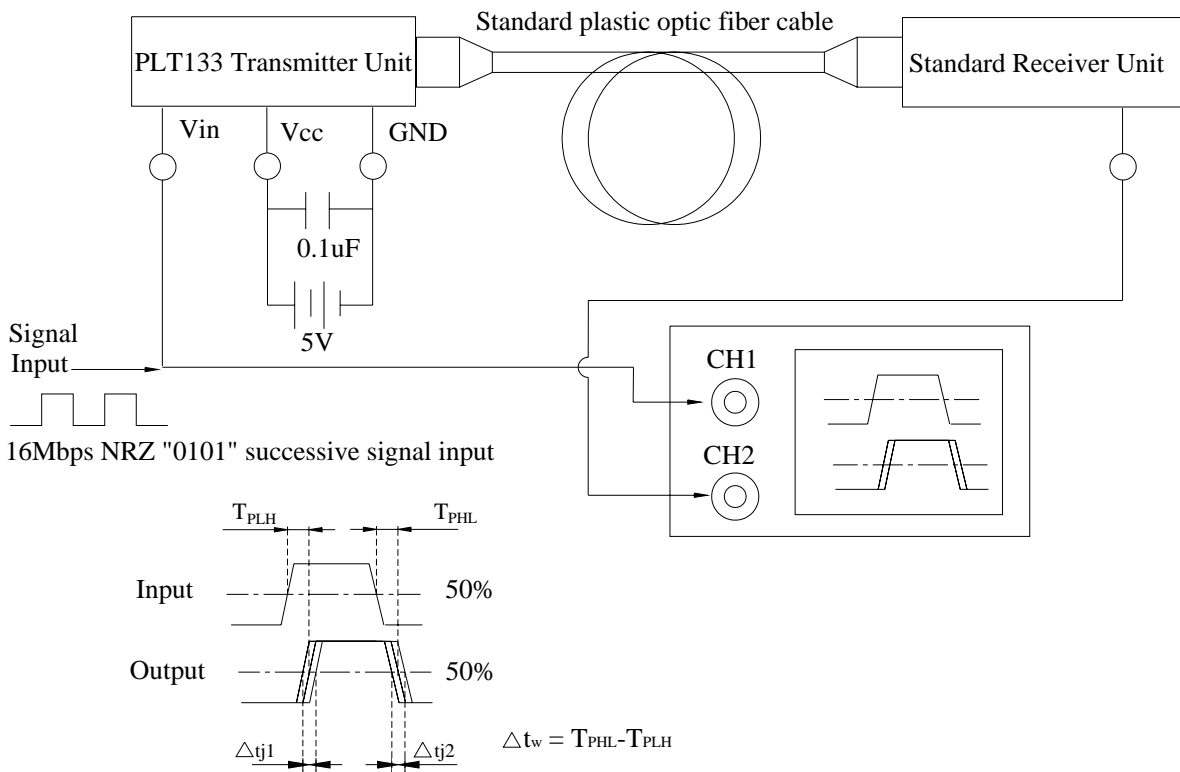 Standard plastic optic fiber cable
PLT133 Transmitter Unit
Standard Receiver Unit
Vin
Vcc
GND
0.1uF
5V
Signal
Input
CH1
CH2
16Mbps NRZ "0101" successive signal input
TPLH
TPHL
Input
50%
Output
50%
△tj1
△tj2
△tw = TPHL-TPLH